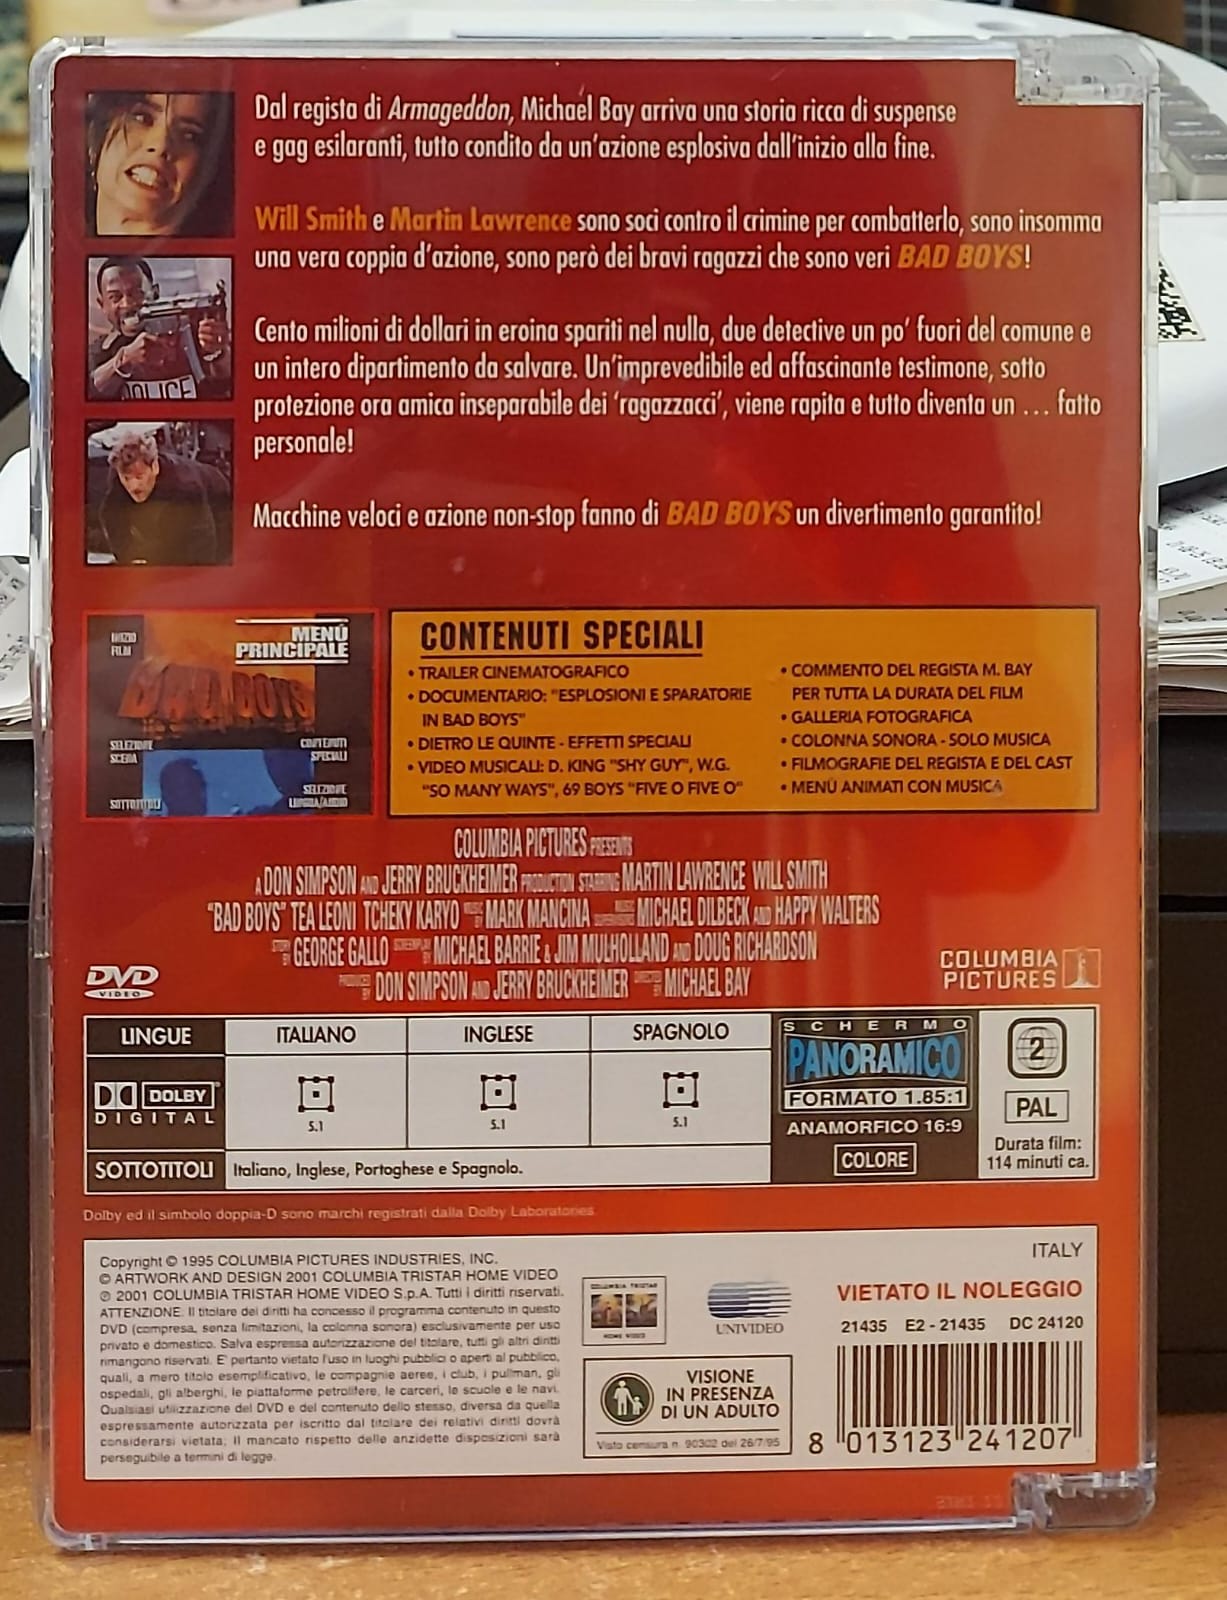 Dal regista di Armageddon, Michael Bay arriva una storia ricca di suspense
e gag esilaranti, tutto condito da un'azione esplosiva dall'inizio alla fine.
Will Smith e Martin Lawrence sono soci contro il crimine per combatterlo, sono insomma
una vera coppia d'azione, sono però dei bravi ragazzi che sono veri BAD BOYS!
Cento milioni di dollari in eroina spariti nel nulla, due detective un po' fuori del comune e
un intero dipartimento da salvare. Un'imprevedibile ed affascinante testimone, sotto
protezione ora amica inseparabile dei 'ragazzacci', viene rapita e tutto diventa un ... fatto
personale!
Macchine veloci e azione non-stop fanno di BAD BOYS un divertimento garantito!
POLICE
INIZIO
FILM
MENÚ
PRINCIPALE
BAD BOYS
SELEZIONE
SCENA
CONTENUTI
SPECIALI
SOTTOTITOLI
SELEZIONE
LINGUA/AUDIO
CONTENUTI SPECIALI
• TRAILER CINEMATOGRAFICO
• DOCUMENTARIO: "ESPLOSIONI E SPARATORIE
IN BAD BOYS"
• DIETRO LE QUINTE - EFFETTI SPECIALI
• VIDEO MUSICALI: D. KING "SHY GUY", W.G.
"SO MANY WAYS", 69 BOYS "FIVE O FIVE O"
• COMMENTO DEL REGISTA M. BAY
PER TUTTA LA DURATA DEL FILM
• GALLERIA FOTOGRAFICA
• COLONNA SONORA - SOLO MUSICA
• FILMOGRAFIE DEL REGISTA E DEL CAST
• MENÙ ANIMATI CON MUSICA
COLUMBIA PICTURES PRESENTS
A DON SIMPSON AND JERRY BRUCKHEIMER PRODUCTION STARRING MARTIN LAWRENCE WILL SMITH
"BAD BOYS" TEA LEONI TCHEKY KARYO MUSIC BY MARK MANCINA MUSIC SUPERVISORS MICHAEL DILBECK AND HAPPY WALTERS
STORY BY GEORGE GALLO SCREENPLAY BY MICHAEL BARRIE & JIM MULHOLLAND AND DOUG RICHARDSON
PRODUCED BY DON SIMPSON AND JERRY BRUCKHEIMER DIRECTED BY MICHAEL BAY
DVD
VIDEO
COLUMBIA
PICTURES
LINGUE
ITALIANO
INGLESE
SPAGNOLO
DOLBY
DIGITAL
5.1
5.1
5.1
SOTTOTITOLI
Italiano, Inglese, Portoghese e Spagnolo.
SCHERMO
PANORAMICO
FORMATO 1.85:1
ANAMORFICO 16:9
COLORE
2
PAL
Durata film:
114 minuti ca.
Dolby ed il simbolo doppia-D sono marchi registrati dalla Dolby Laboratories.
Copyright © 1995 COLUMBIA PICTURES INDUSTRIES, INC.
© ARTWORK AND DESIGN 2001 COLUMBIA TRISTAR HOME VIDEO
℗ 2001 COLUMBIA TRISTAR HOME VIDEO S.p.A. Tutti i diritti riservati.
ATTENZIONE: Il titolare dei diritti ha concesso il programma contenuto in questo
DVD (compresa, senza limitazioni, la colonna sonora) esclusivamente per uso
privato e domestico. Salva espressa autorizzazione del titolare, tutti gli altri diritti
rimangono riservati. E' pertanto vietato l'uso in luoghi pubblici o aperti al pubblico,
quali, a mero titolo esemplificativo, le compagnie aeree, i club, i pullman, gli
ospedali, gli alberghi, le piattaforme petrolifere, le carceri, le scuole e le navi.
Qualsiasi utilizzazione del DVD e del contenuto dello stesso, diversa da quella
espressamente autorizzata per iscritto dal titolare dei relativi diritti dovrà
considerarsi vietata; Il mancato rispetto delle anzidette disposizioni sarà
perseguibile a termini di legge.
COLUMBIA TRISTAR
HOME VIDEO
UNIVIDEO
VISIONE
IN PRESENZA
DI UN ADULTO
Visto censura n. 90302 del 26/7/95
ITALY
VIETATO IL NOLEGGIO
21435 E2 - 21435 DC 24120
8 013123 241207